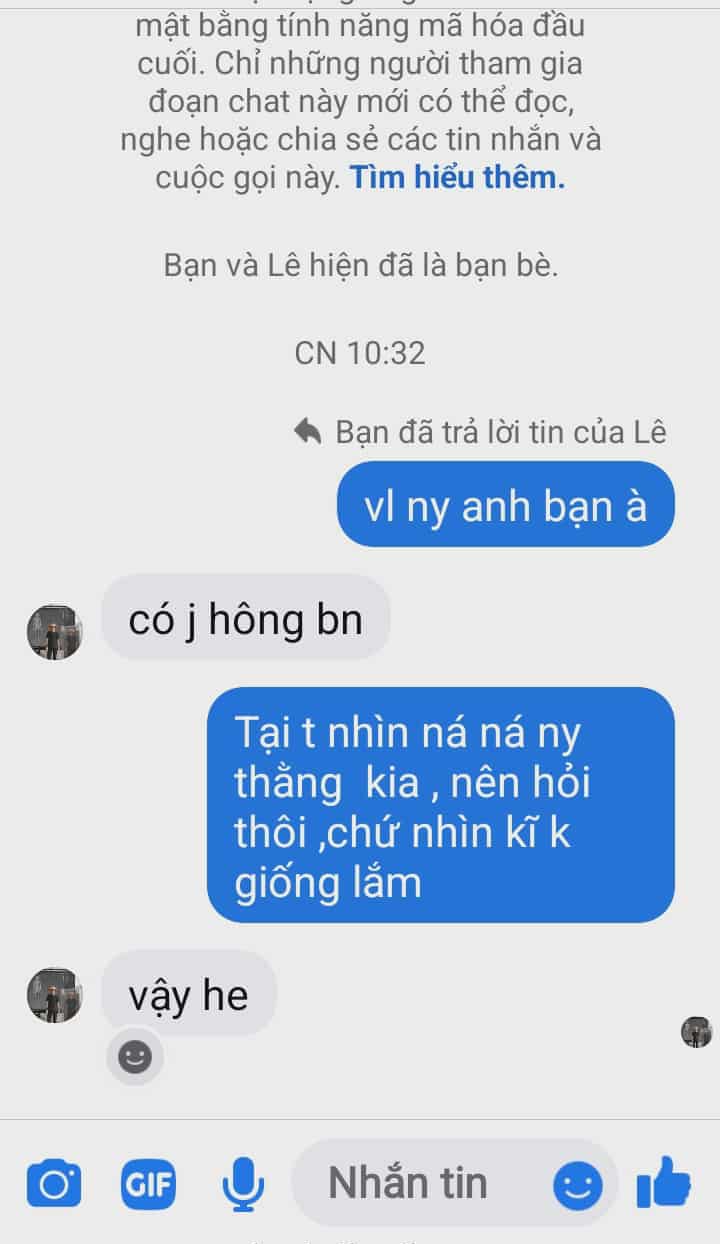 mật bằng tính năng mã hóa đầu
cuối. Chỉ những người tham gia
đoạn chat này mới có thể đọc,
nghe hoặc chia sẻ các tin nhắn và
cuộc gọi này. Tìm hiểu thêm.
Bạn và Lê hiện đã là bạn bè.
CN 10:32
Bạn đã trả lời tin của Lê
vl ny anh bạn à
có j hông bn
Tại t nhìn ná ná ny
thằng kia , nên hỏi
thôi ,chứ nhìn kĩ k
giống lắm
vậy he
GIF
Nhắn tin